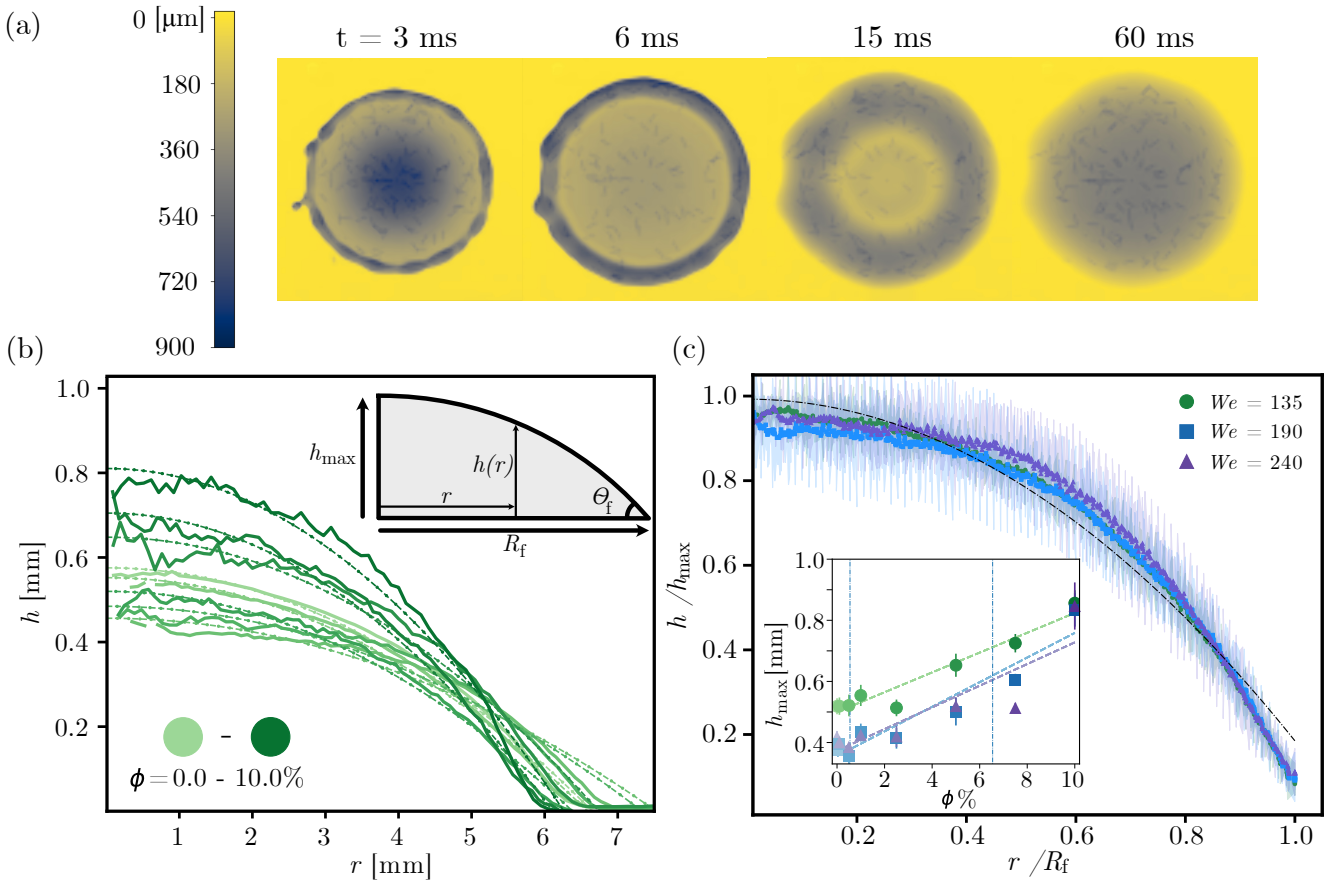 (a)
0 [µm]
180
360
540
720
900
t = 3 ms
6 ms
15 ms
60 ms
(b)
h [mm]
1.0
0.8
0.6
0.4
0.2
1
2
3
4
5
6
7
r [mm]
h_max
h(r)
r
Θ_f
R_f
ϕ = 0.0 - 10.0%
(c)
h /h_max
1.0
0.8
0.6
0.4
0.2
0.2
0.4
0.6
0.8
1.0
r /R_f
We = 135
We = 190
We = 240
h_max [mm]
1.0
0.8
0.6
0.4
0
2
4
6
8
10
ϕ %